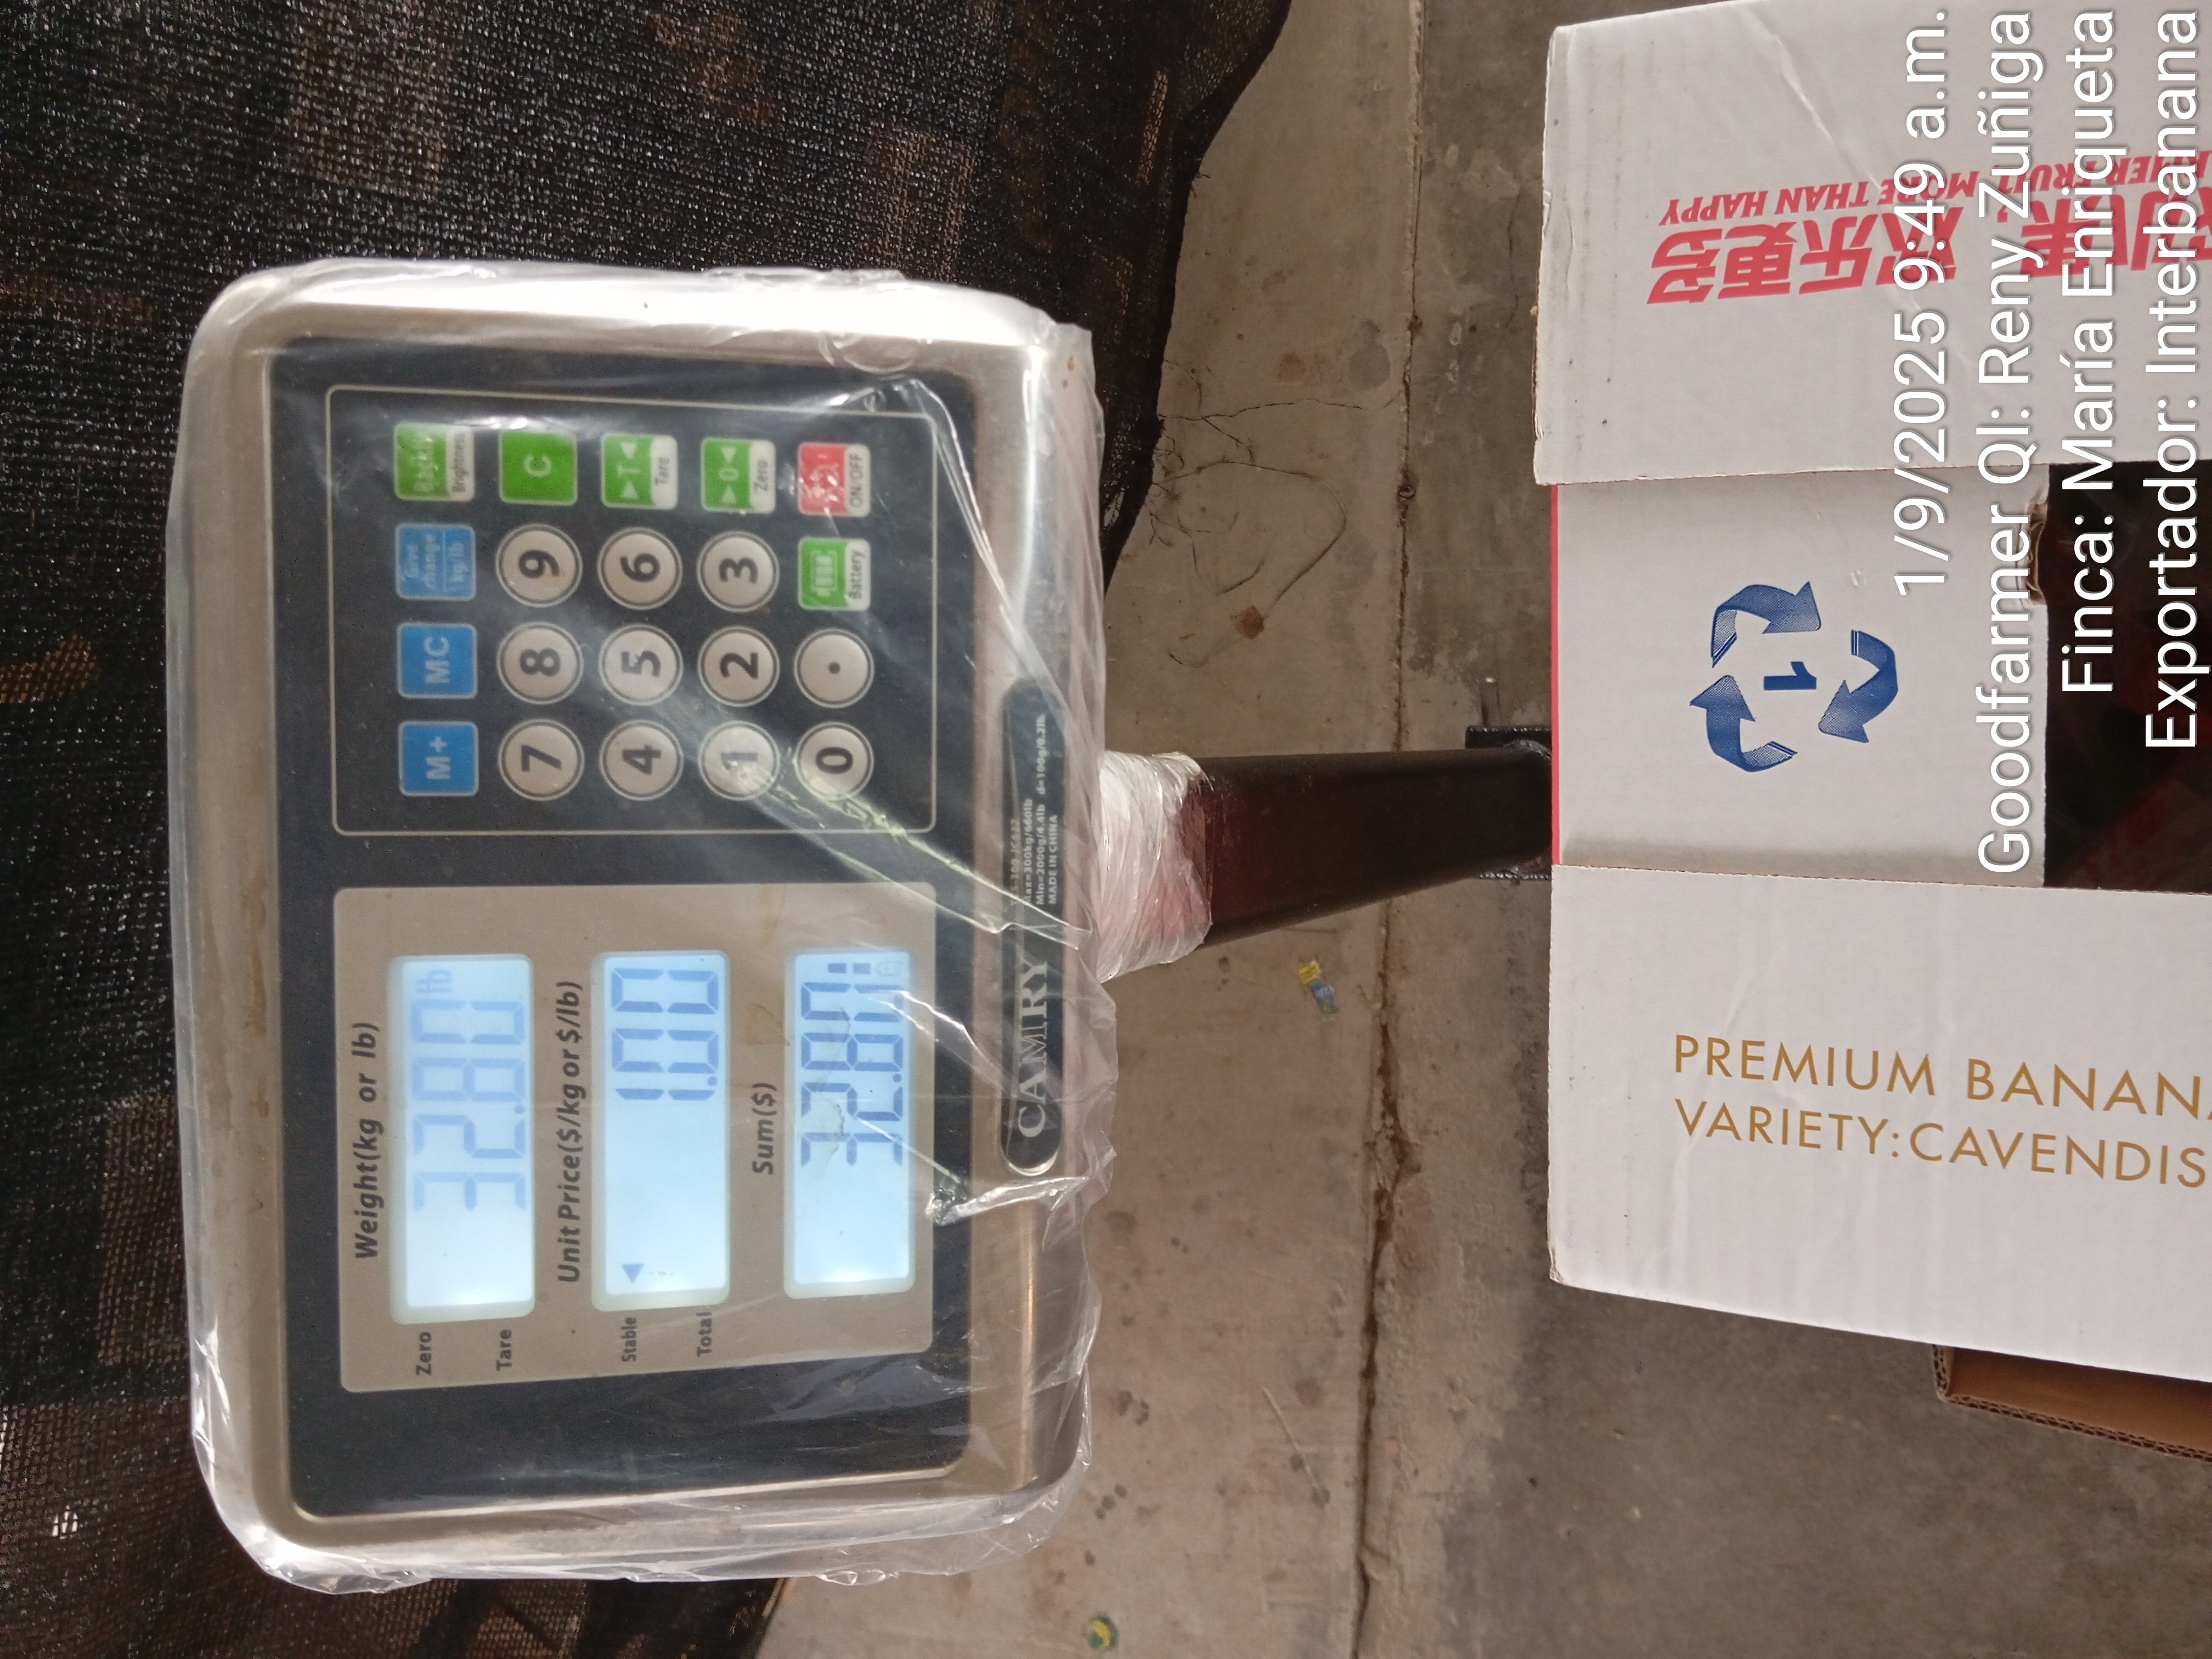 Weight(kg or lb)
Zero
32.80 lb
Tare
Unit Price($/kg or $/lb)
Stable
1.00
Total
Sum($)
32.80
M+ MC Give change kg/lb Brightness
7 8 9 C
4 5 6 T Tare
1 2 3 0 Zero
0 . Battery ON/OFF
CAMRY
Max=300kg/660lb
Min=2000g/4.4lb d=100g/0.2lb
MADE IN CHINA
PREMIUM BANAN
VARIETY:CAVENDIS
1
欢乐更多
MORE THAN HAPPY
1/9/2025 9:49 a.m.
Goodfarmer Ql: Reny Zuñiga
Finca: María Enriqueta
Exportador: Interbanana